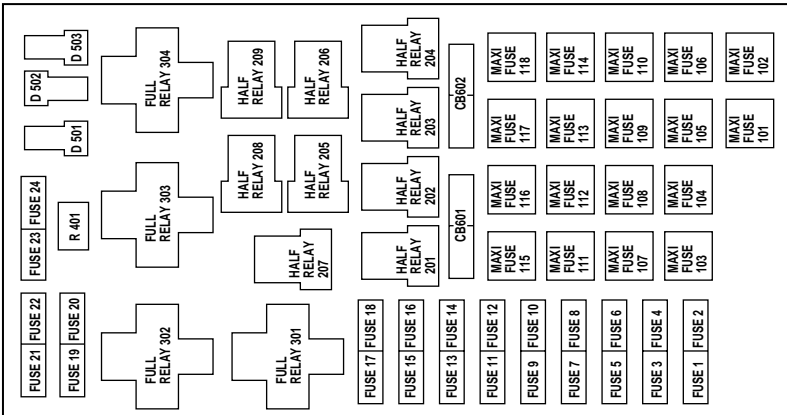 D 503
D 502
D 501
FULL
RELAY 304
HALF
RELAY 209
HALF
RELAY 206
HALF
RELAY
204
HALF
RELAY
203
CB602
MAXI
FUSE
118
MAXI
FUSE
114
MAXI
FUSE
110
MAXI
FUSE
106
MAXI
FUSE
102
MAXI
FUSE
117
MAXI
FUSE
113
MAXI
FUSE
109
MAXI
FUSE
105
MAXI
FUSE
101
FUSE 24
FUSE 23
R 401
FULL
RELAY 303
HALF
RELAY 208
HALF
RELAY 205
HALF
RELAY
207
HALF
RELAY
202
HALF
RELAY
201
CB601
MAXI
FUSE
116
MAXI
FUSE
112
MAXI
FUSE
108
MAXI
FUSE
104
MAXI
FUSE
115
MAXI
FUSE
111
MAXI
FUSE
107
MAXI
FUSE
103
FUSE 22
FUSE 21
FUSE 20
FUSE 19
FULL
RELAY 302
FULL
RELAY 301
FUSE 18
FUSE 17
FUSE 16
FUSE 15
FUSE 14
FUSE 13
FUSE 12
FUSE 11
FUSE 10
FUSE 9
FUSE 8
FUSE 7
FUSE 6
FUSE 5
FUSE 4
FUSE 3
FUSE 2
FUSE 1